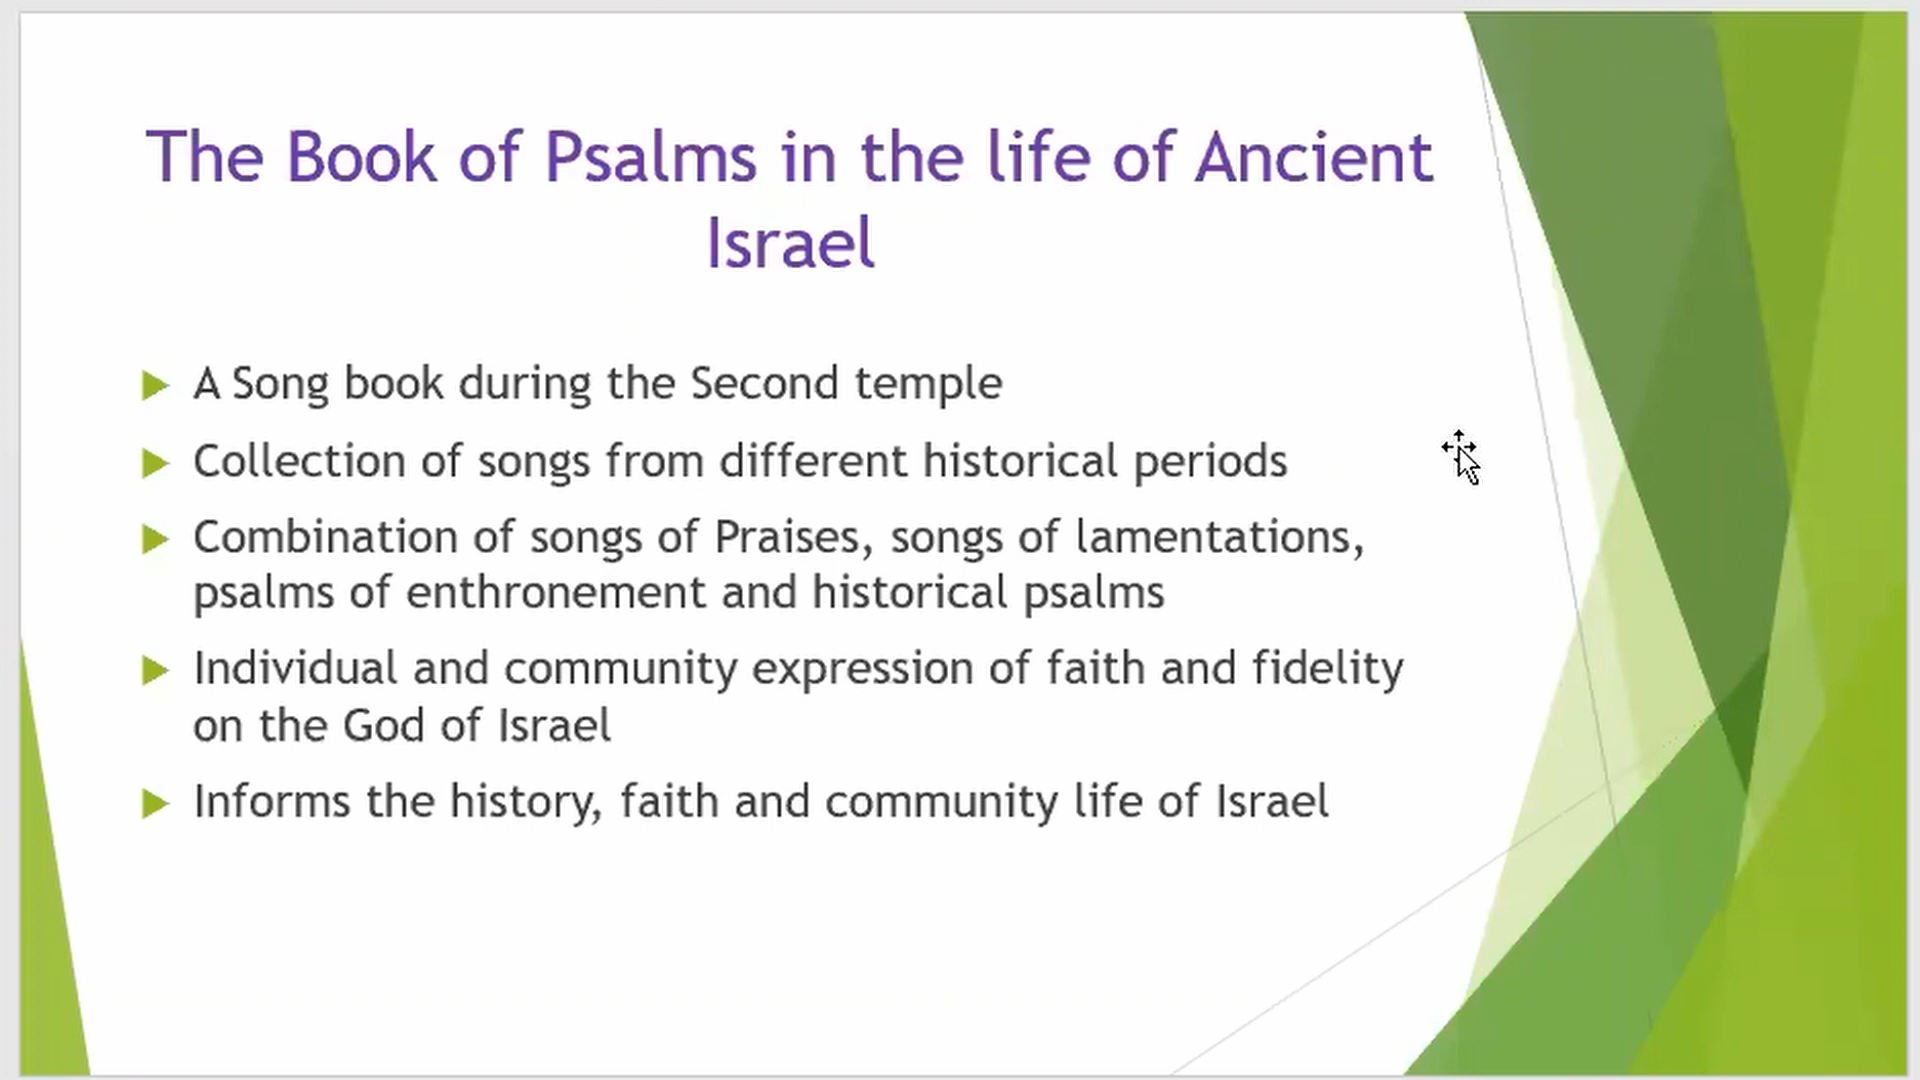 The Book of Psalms in the life of Ancient
Israel
A Song book during the Second temple
Collection of songs from different historical periods
Combination of songs of Praises, songs of lamentations,
psalms of enthronement and historical psalms
Individual and community expression of faith and fidelity
on the God of Israel
Informs the history, faith and community life of Israel